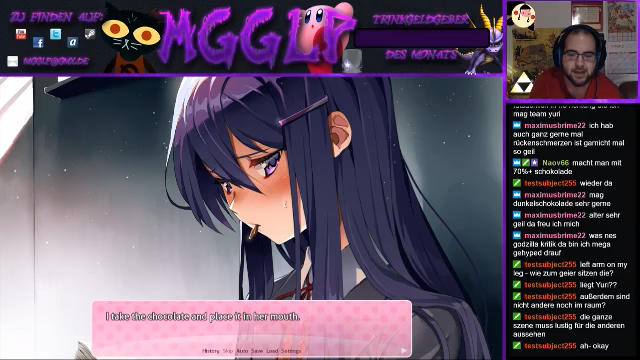 ZU FINDEN AUF:
MGGLP@GMX.DE
MGGLP
TRINKGELDGEBER
DES MONATS
mag team yuri
maximusbrime22 ich hab
auch ganz gerne mal
rückenschmerzen ist garnicht mal
so geil
Naov66 macht man mit
70%+ schokolade
testsubject255 wieder da
maximusbrime22 mag
dunkelschokolade sehr gerne
maximusbrime22 alter sehr
geil da freu ich mich
maximusbrime22 was nes
godzilla kritik da bin ich mega
gehyped drauf
testsubject255 left arm on my
leg - wie zum geier sitzen die?
testsubject255 liegt Yuri??
testsubject255 außerdem sind
nicht andere noch im raum?
testsubject255 die ganze
szene muss lustig für die anderen
aussehen
testsubject255 ah- okay
I take the chocolate and place it in her mouth.
History Skip Auto Save Load Settings